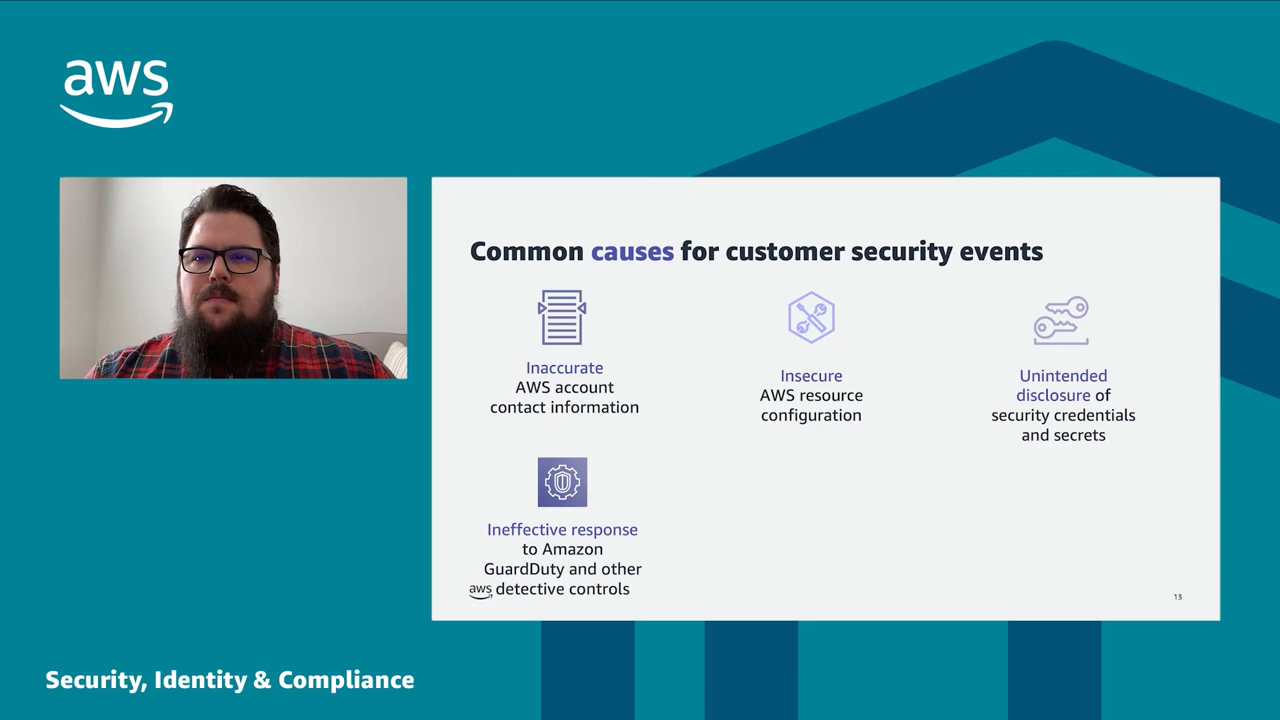 aws
Common causes for customer security events
Inaccurate
AWS account
contact information
Insecure
AWS resource
configuration
Unintended
disclosure of
security credentials
and secrets
Ineffective response
to Amazon
GuardDuty and other
detective controls
aws
13
Security, Identity & Compliance